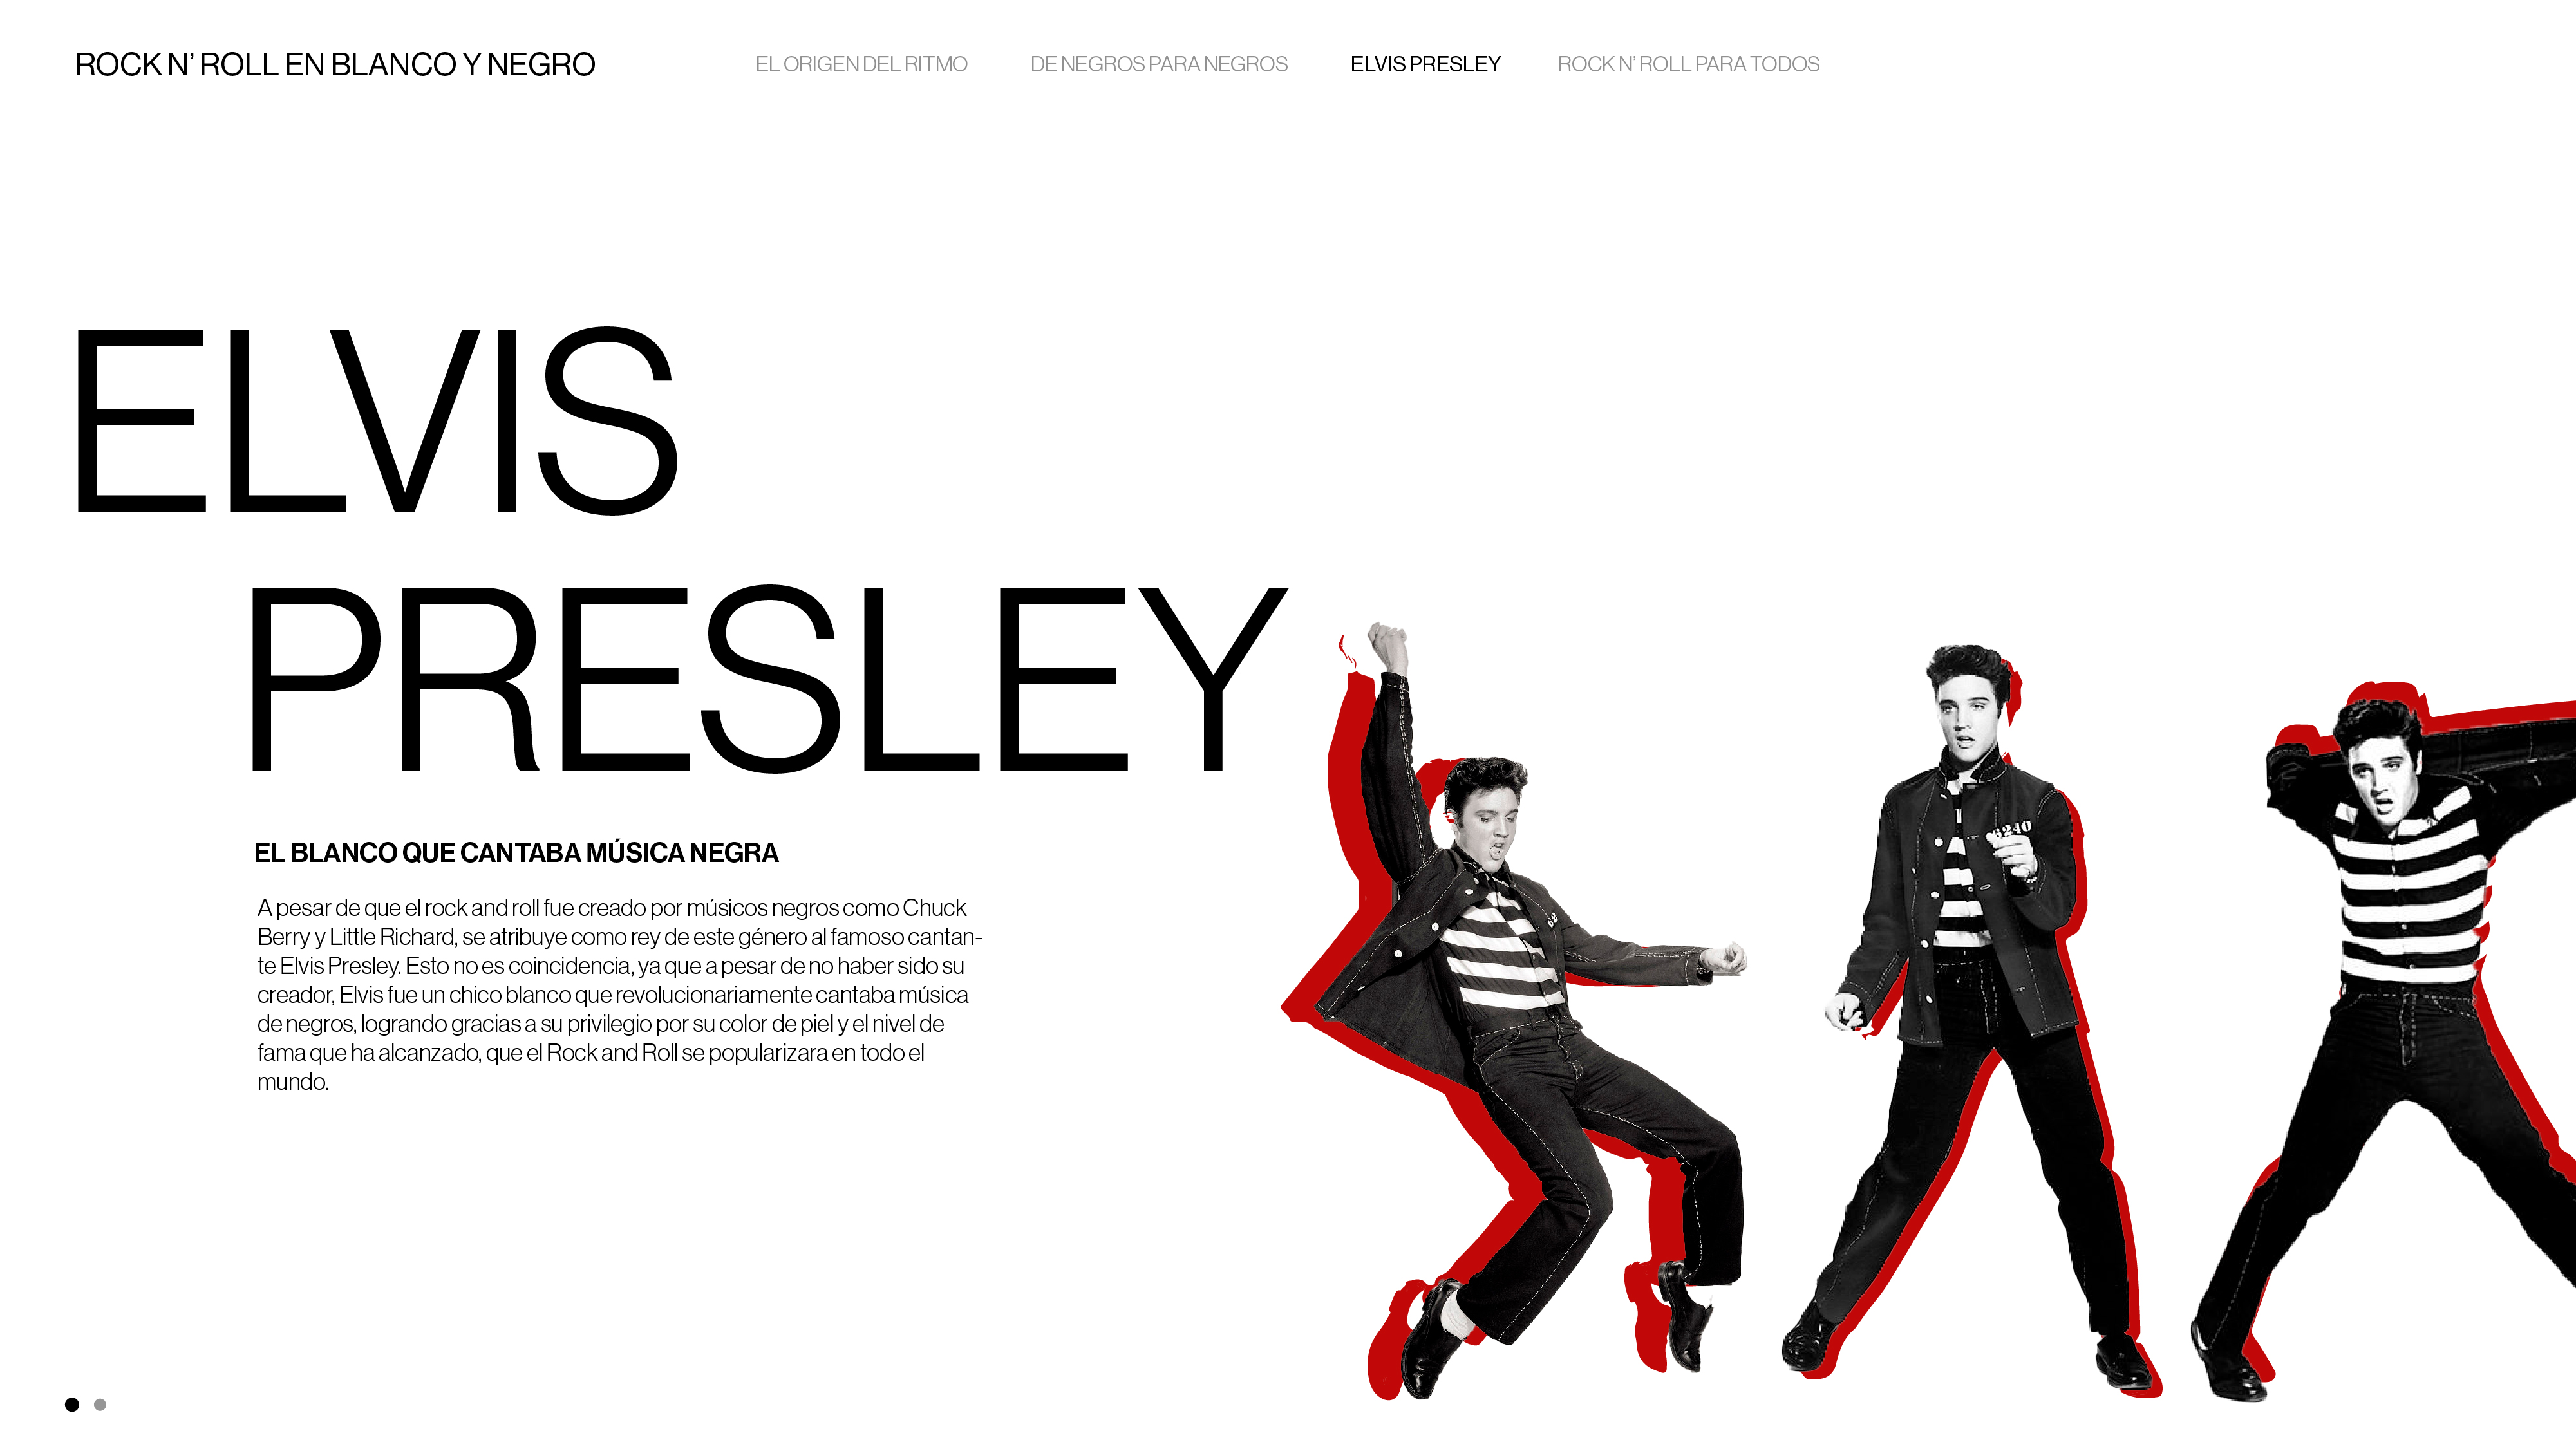 ROCK N’ ROLL EN BLANCO Y NEGRO
EL ORIGEN DEL RITMO
DE NEGROS PARA NEGROS
ELVIS PRESLEY
ROCK N’ ROLL PARA TODOS
ELVIS
PRESLEY
EL BLANCO QUE CANTABA MÚSICA NEGRA
A pesar de que el rock and roll fue creado por músicos negros como Chuck
Berry y Little Richard, se atribuye como rey de este género al famoso cantan-
te Elvis Presley. Esto no es coincidencia, ya que a pesar de no haber sido su
creador, Elvis fue un chico blanco que revolucionariamente cantaba música
de negros, logrando gracias a su privilegio por su color de piel y el nivel de
fama que ha alcanzado, que el Rock and Roll se popularizara en todo el
mundo.
62
6240